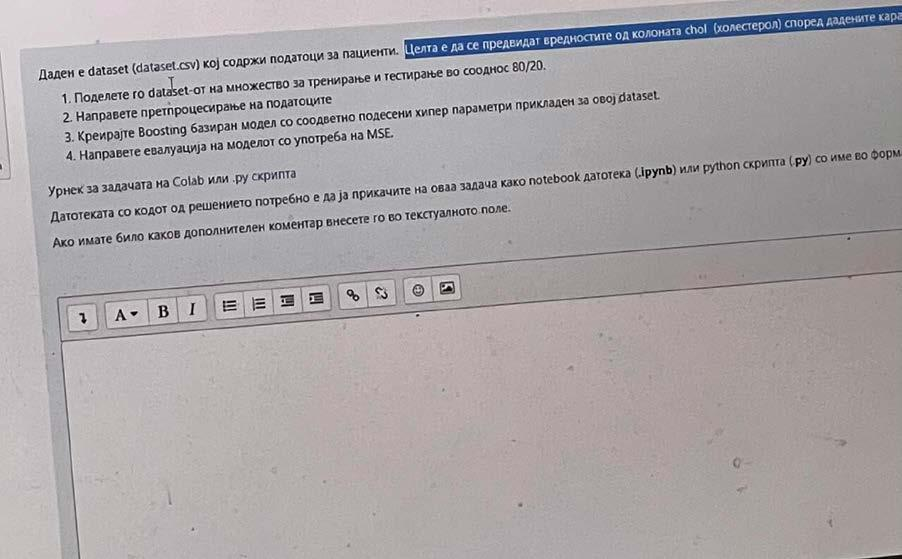 Даден е dataset (dataset.csv) кој содржи податоци за пациенти. Целта е да се предвидат вредностите од колоната chol (холестерол) според дадените
1. Поделете го dataset-от на множество за тренирање и тестирање во сооднос 80/20.
2. Направете претпроцесирање на податоците
3. Креирајте Boosting базиран модел со соодветно подесени хипер параметри прикладен за овој dataset.
4. Направете евалуација на моделот со употреба на MSE.
Урнек за задачата на Colab или .py скрипта
Датотеката со кодот од решението потребно е да ја прикачите на оваа задача како notebook датотека (.ipynb) или python скрипта (.py) со име во
Ако имате било каков дополнителен коментар внесете го во текстуалното поле.
A B I